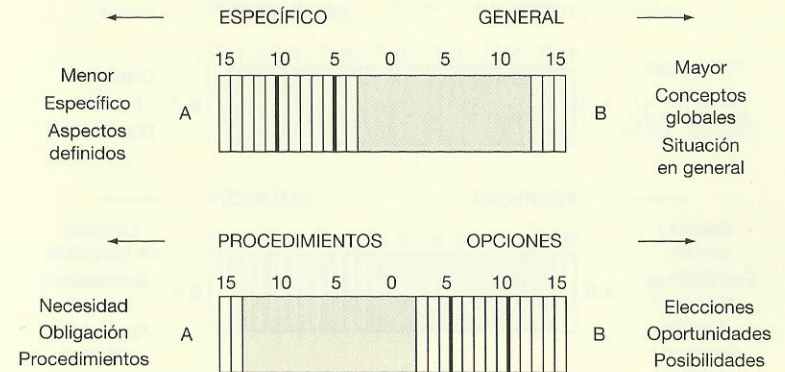 ESPECÍFICO GENERAL
15 10 5 0 5 10 15
Menor
Específico
Aspectos
definidos
A
B
Mayor
Conceptos
globales
Situación
en general
PROCEDIMIENTOS OPCIONES
15 10 5 0 5 10 15
Necesidad
Obligación
Procedimientos
A
B
Elecciones
Oportunidades
Posibilidades